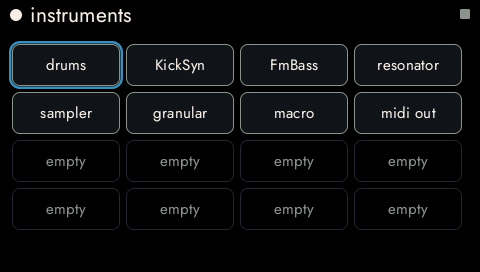 instruments
drums KickSyn FmBass resonator
sampler granular macro midi out
empty empty empty empty
empty empty empty empty